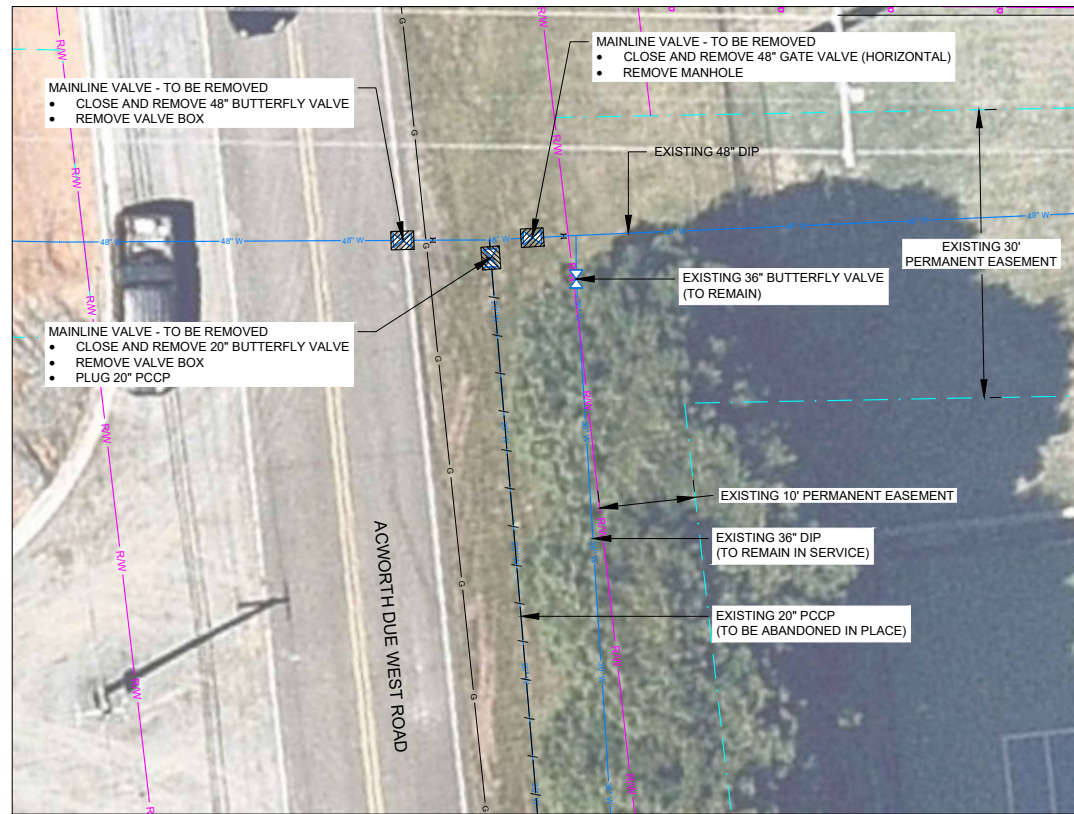 MAINLINE VALVE - TO BE REMOVED
• CLOSE AND REMOVE 48" GATE VALVE (HORIZONTAL)
• REMOVE MANHOLE
MAINLINE VALVE - TO BE REMOVED
• CLOSE AND REMOVE 48" BUTTERFLY VALVE
• REMOVE VALVE BOX
EXISTING 48" DIP
EXISTING 30'
PERMANENT EASEMENT
EXISTING 36" BUTTERFLY VALVE
(TO REMAIN)
MAINLINE VALVE - TO BE REMOVED
• CLOSE AND REMOVE 20" BUTTERFLY VALVE
• REMOVE VALVE BOX
• PLUG 20" PCCP
EXISTING 10' PERMANENT EASEMENT
EXISTING 36" DIP
(TO REMAIN IN SERVICE)
EXISTING 20" PCCP
(TO BE ABANDONED IN PLACE)
ACWORTH DUE WEST ROAD
48" W
48" W
48" W
48" W
48" W
48" W
R/W
R/W
R/W
R/W
R/W
R/W
R/W
R/W
R/W
R/W
R/W
R/W
R/W
R/W
G
G
G
G
G
G
G
G
G